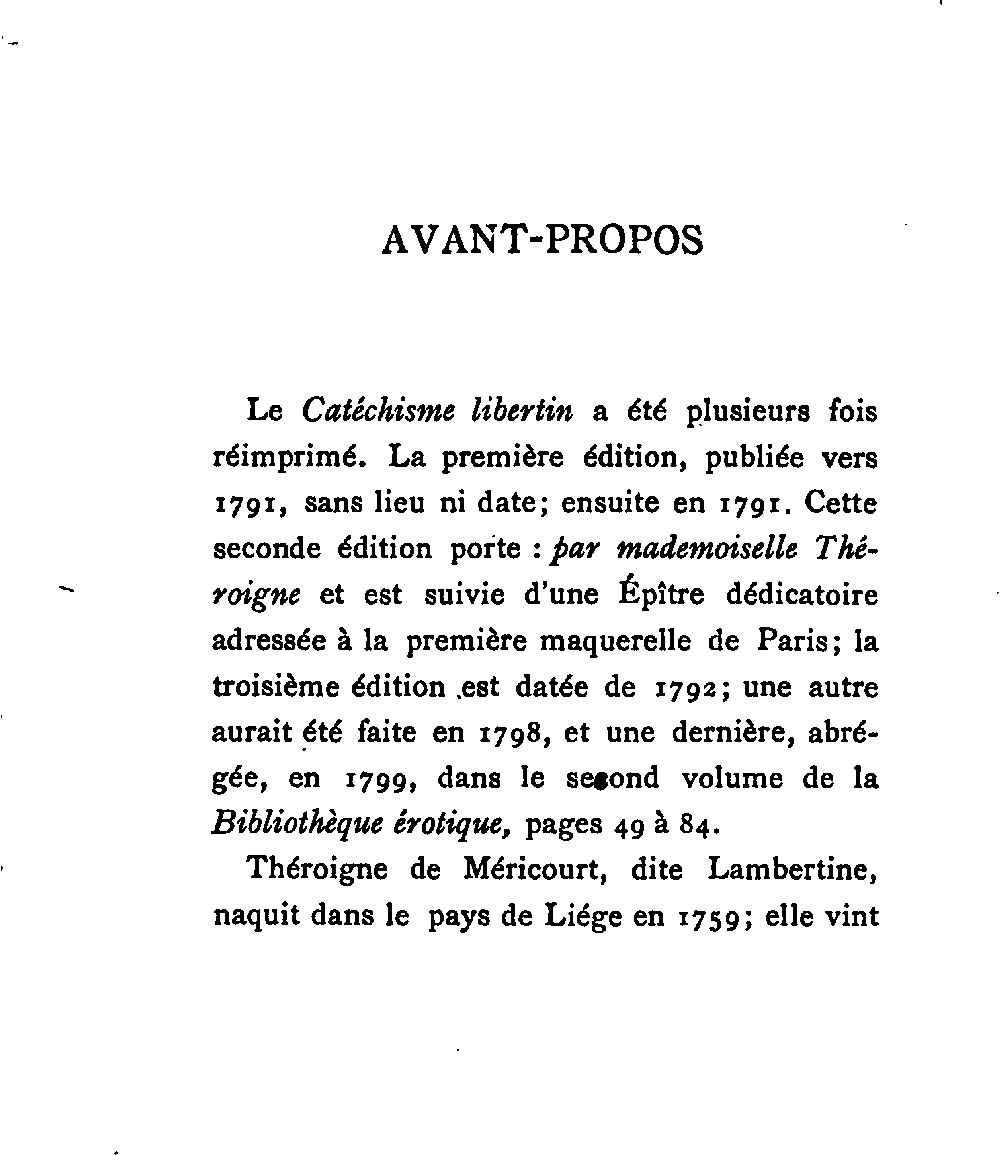 AVANT-PROPOS
Le Catéchisme libertin a été plusieurs fois
réimprimé. La première édition, publiée vers
1791, sans lieu ni date; ensuite en 1791. Cette
seconde édition porte : par mademoiselle Thé-
roigne et est suivie d'une Épître dédicatoire
adressée à la première maquerelle de Paris; la
troisième édition est datée de 1792; une autre
aurait été faite en 1798, et une dernière, abré-
gée, en 1799, dans le second volume de la
Bibliothèque érotique, pages 49 à 84.
Théroigne de Méricourt, dite Lambertine,
naquit dans le pays de Liége en 1759; elle vint